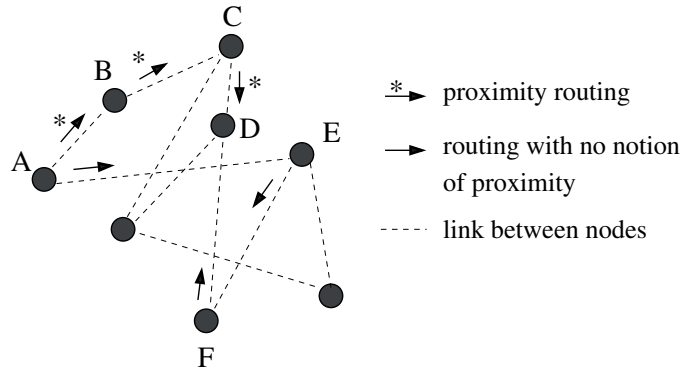 C
B
*
*
*
D
E
A
*
F
* proximity routing
routing with no notion
of proximity
link between nodes